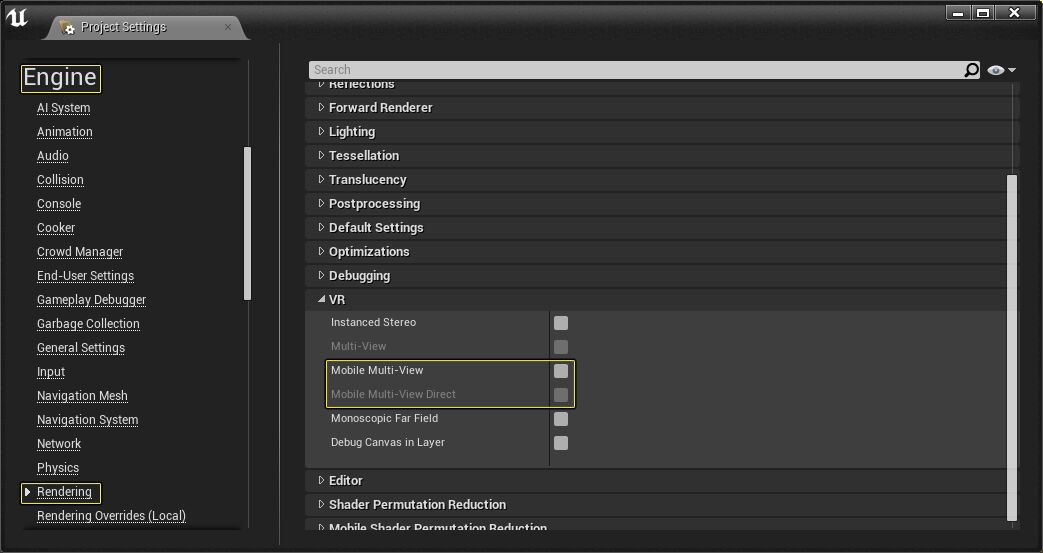 Project Settings
Engine
AI System
Animation
Audio
Collision
Console
Cooker
Crowd Manager
End-User Settings
Gameplay Debugger
Garbage Collection
General Settings
Input
Navigation Mesh
Navigation System
Network
Physics
Rendering
Rendering Overrides (Local)
Search
Reflections
Forward Renderer
Lighting
Tessellation
Translucency
Postprocessing
Default Settings
Optimizations
Debugging
VR
Instanced Stereo
Multi-View
Mobile Multi-View
Mobile Multi-View Direct
Monoscopic Far Field
Debug Canvas in Layer
Editor
Shader Permutation Reduction
Mobile Shader Permutation Reduction